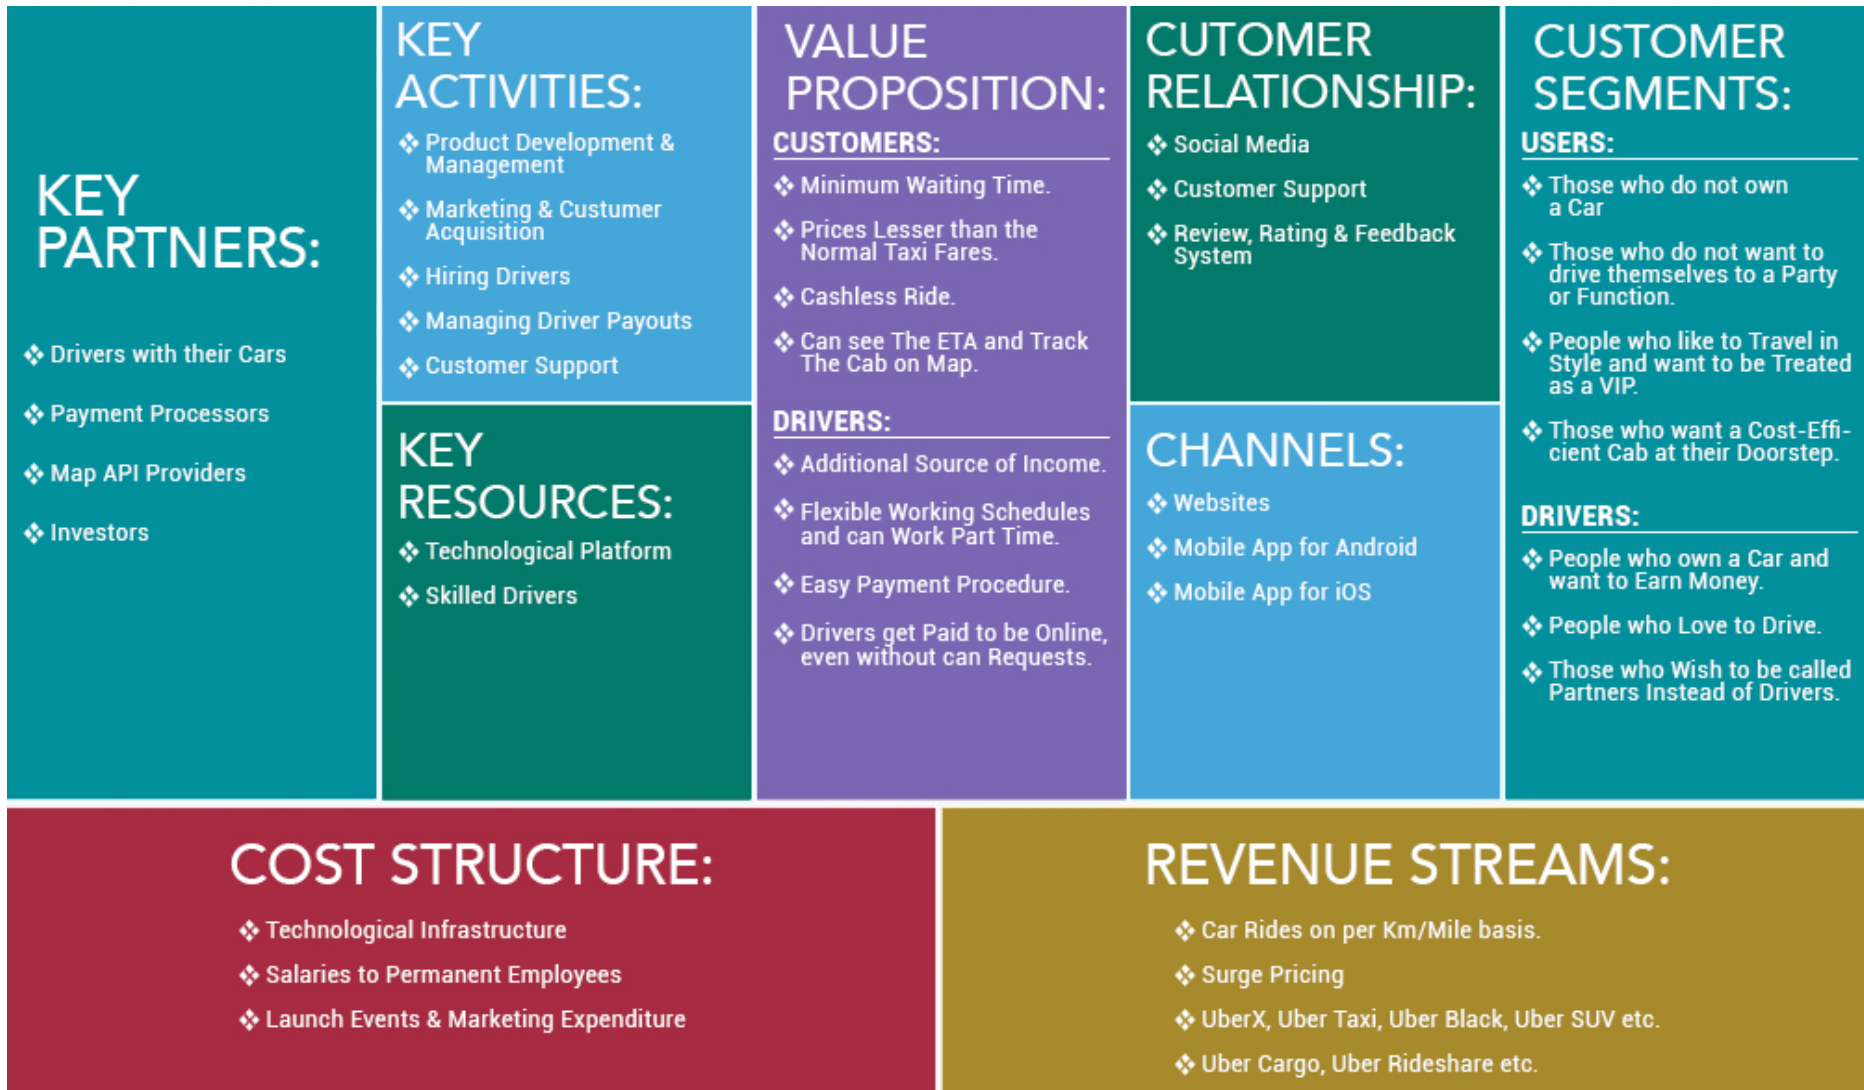 KEY
PARTNERS:
Drivers with their Cars
Payment Processors
Map API Providers
Investors
KEY
ACTIVITIES:
Product Development &
Management
Marketing & Custumer
Acquisition
Hiring Drivers
Managing Driver Payouts
Customer Support
KEY
RESOURCES:
Technological Platform
Skilled Drivers
VALUE
PROPOSITION:
CUSTOMERS:
Minimum Waiting Time.
Prices Lesser than the
Normal Taxi Fares.
Cashless Ride.
Can see The ETA and Track
The Cab on Map.
DRIVERS:
Additional Source of Income.
Flexible Working Schedules
and can Work Part Time.
Easy Payment Procedure.
Drivers get Paid to be Online,
even without can Requests.
CUTOMER
RELATIONSHIP:
Social Media
Customer Support
Review, Rating & Feedback
System
CHANNELS:
Websites
Mobile App for Android
Mobile App for iOS
CUSTOMER
SEGMENTS:
USERS:
Those who do not own
a Car
Those who do not want to
drive themselves to a Party
or Function.
People who like to Travel in
Style and want to be Treated
as a VIP.
Those who want a Cost-Effi-
cient Cab at their Doorstep.
DRIVERS:
People who own a Car and
want to Earn Money.
People who Love to Drive.
Those who Wish to be called
Partners Instead of Drivers.
COST STRUCTURE:
Technological Infrastructure
Salaries to Permanent Employees
Launch Events & Marketing Expenditure
REVENUE STREAMS:
Car Rides on per Km/Mile basis.
Surge Pricing
UberX, Uber Taxi, Uber Black, Uber SUV etc.
Uber Cargo, Uber Rideshare etc.